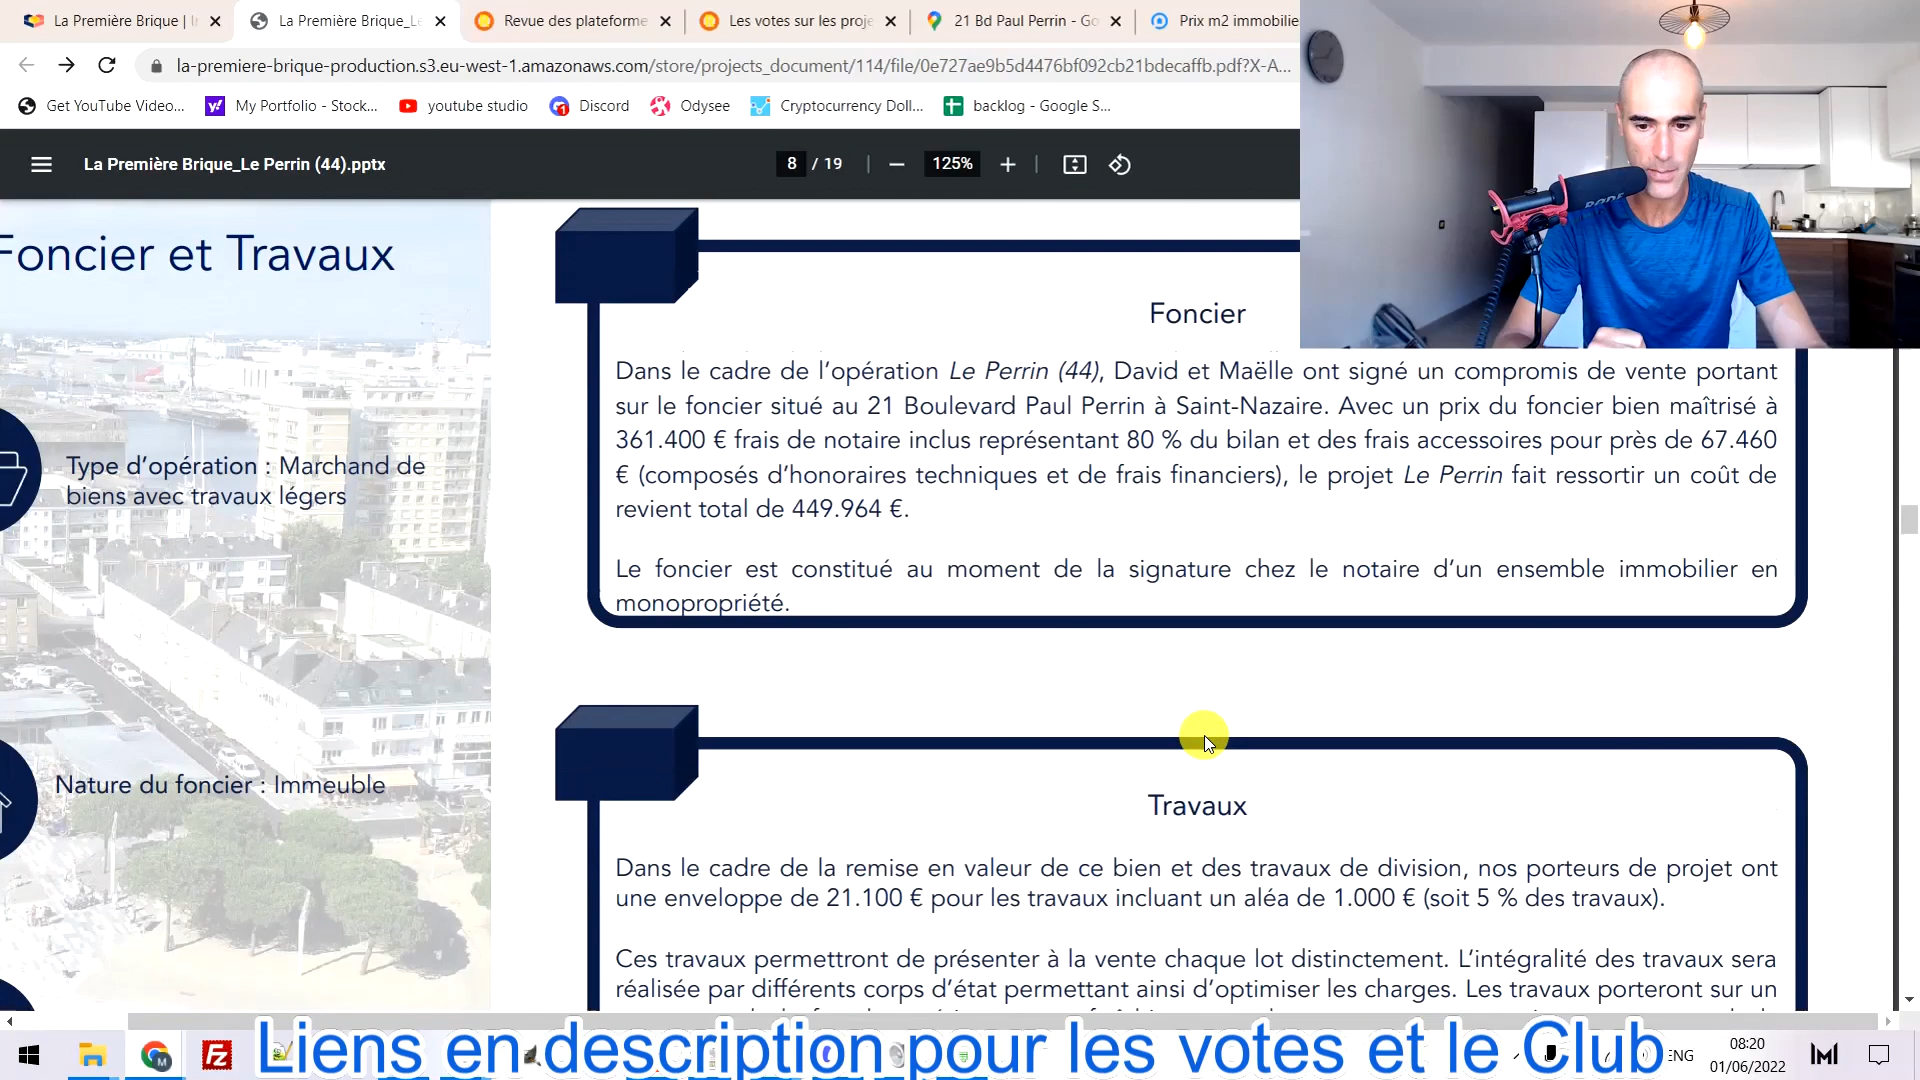 La Première Brique | I
La Première Brique_Le
Revue des plateforme
Les votes sur les proje
21 Bd Paul Perrin - Go
Prix m2 immobilie
la-premiere-brique-production.s3.eu-west-1.amazonaws.com/store/projects_document/114/file/0e727ae9b5d4476bf092cb21bdecaffb.pdf?X-A...
Get YouTube Video...
My Portfolio - Stock...
youtube studio
Discord
Odysee
Cryptocurrency Doll...
backlog - Google S...
La Première Brique_Le Perrin (44).pptx
8 / 19
125%
Foncier et Travaux
Type d'opération : Marchand de
biens avec travaux légers
Nature du foncier : Immeuble
Foncier
Dans le cadre de l'opération Le Perrin (44), David et Maëlle ont signé un compromis de vente portant
sur le foncier situé au 21 Boulevard Paul Perrin à Saint-Nazaire. Avec un prix du foncier bien maîtrisé à
361.400 € frais de notaire inclus représentant 80 % du bilan et des frais accessoires pour près de 67.460
€ (composés d'honoraires techniques et de frais financiers), le projet Le Perrin fait ressortir un coût de
revient total de 449.964 €.
Le foncier est constitué au moment de la signature chez le notaire d'un ensemble immobilier en
monopropriété.
Travaux
Dans le cadre de la remise en valeur de ce bien et des travaux de division, nos porteurs de projet ont
une enveloppe de 21.100 € pour les travaux incluant un aléa de 1.000 € (soit 5 % des travaux).
Ces travaux permettront de présenter à la vente chaque lot distinctement. L'intégralité des travaux sera
réalisée par différents corps d'état permettant ainsi d'optimiser les charges. Les travaux porteront sur un
RODE
Liens en description pour les votes et le Club
ENG
08:20
01/06/2022